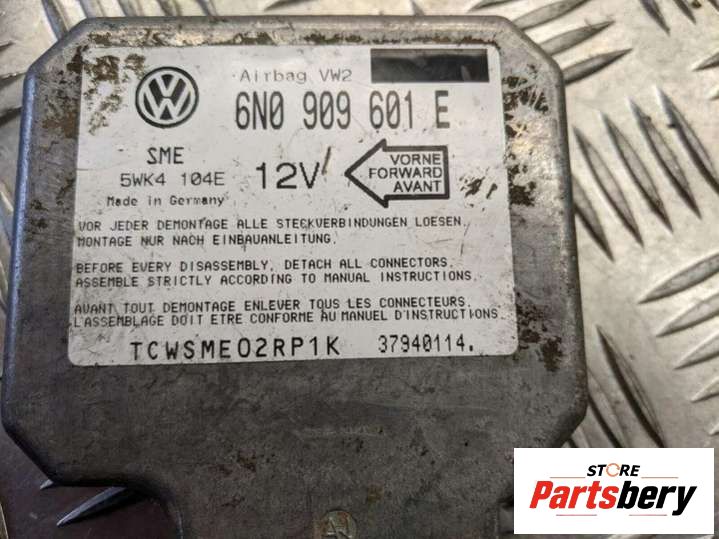 Airbag VW2
6N0 909 601 E
SME
5WK4 104E
12V
VORNE
FORWARD
AVANT
Made in Germany
VOR JEDER DEMONTAGE ALLE STECKVERBINDUNGEN LOESEN.
MONTAGE NUR NACH EINBAUANLEITUNG.
BEFORE EVERY DISASSEMBLY, DETACH ALL CONNECTORS.
ASSEMBLE STRICTLY ACCORDING TO MANUAL INSTRUCTIONS.
AVANT TOUT DEMONTAGE ENLEVER TOUS LES CONNECTEURS.
L'ASSEMBLAGE DOIT ETRE CONFORME AU MANUEL D'INSTRUCTIONS.
TCWSME02RP1K 37940114.
STORE
Partsbery